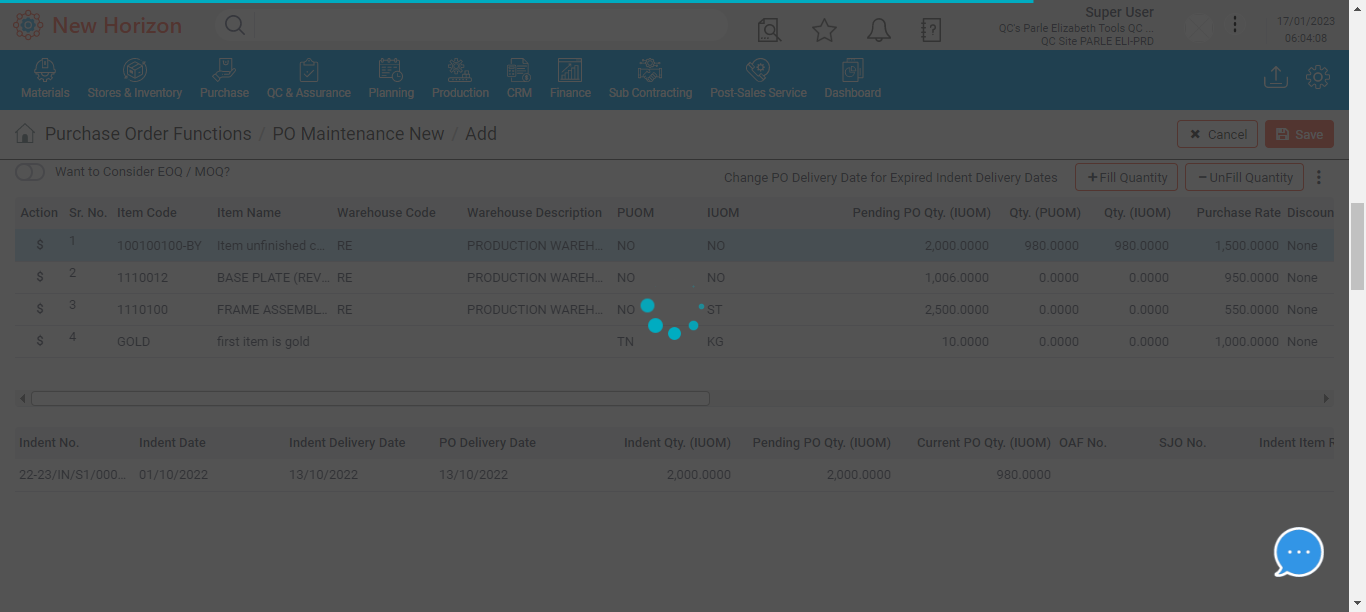 New Horizon
Super User
QC's Parle Elizabeth Tools QC ...
QC Site PARLE ELI-PRD
17/01/2023
06:04:08
Materials Stores & Inventory Purchase QC & Assurance Planning Production CRM Finance Sub Contracting Post-Sales Service Dashboard
Purchase Order Functions / PO Maintenance New / Add
Cancel Save
Want to Consider EOQ / MOQ?
Change PO Delivery Date for Expired Indent Delivery Dates +Fill Quantity −UnFill Quantity
Action Sr. No. Item Code Item Name Warehouse Code Warehouse Description PUOM IUOM Pending PO Qty. (IUOM) Qty. (PUOM) Qty. (IUOM) Purchase Rate Discoun
$ 1 100100100-BY Item unfinished c... RE PRODUCTION WAREH... NO NO 2,000.0000 980.0000 980.0000 1,500.0000 None
$ 2 1110012 BASE PLATE (REV... RE PRODUCTION WAREH... NO NO 1,006.0000 0.0000 0.0000 950.0000 None
$ 3 1110100 FRAME ASSEMBL... RE PRODUCTION WAREH... NO ST 2,500.0000 0.0000 0.0000 550.0000 None
$ 4 GOLD first item is gold TN KG 10.0000 0.0000 0.0000 1,000.0000 None
Indent No. Indent Date Indent Delivery Date PO Delivery Date Indent Qty. (IUOM) Pending PO Qty. (IUOM) Current PO Qty. (IUOM) OAF No. SJO No. Indent Item R
22-23/IN/S1/000... 01/10/2022 13/10/2022 13/10/2022 2,000.0000 2,000.0000 980.0000